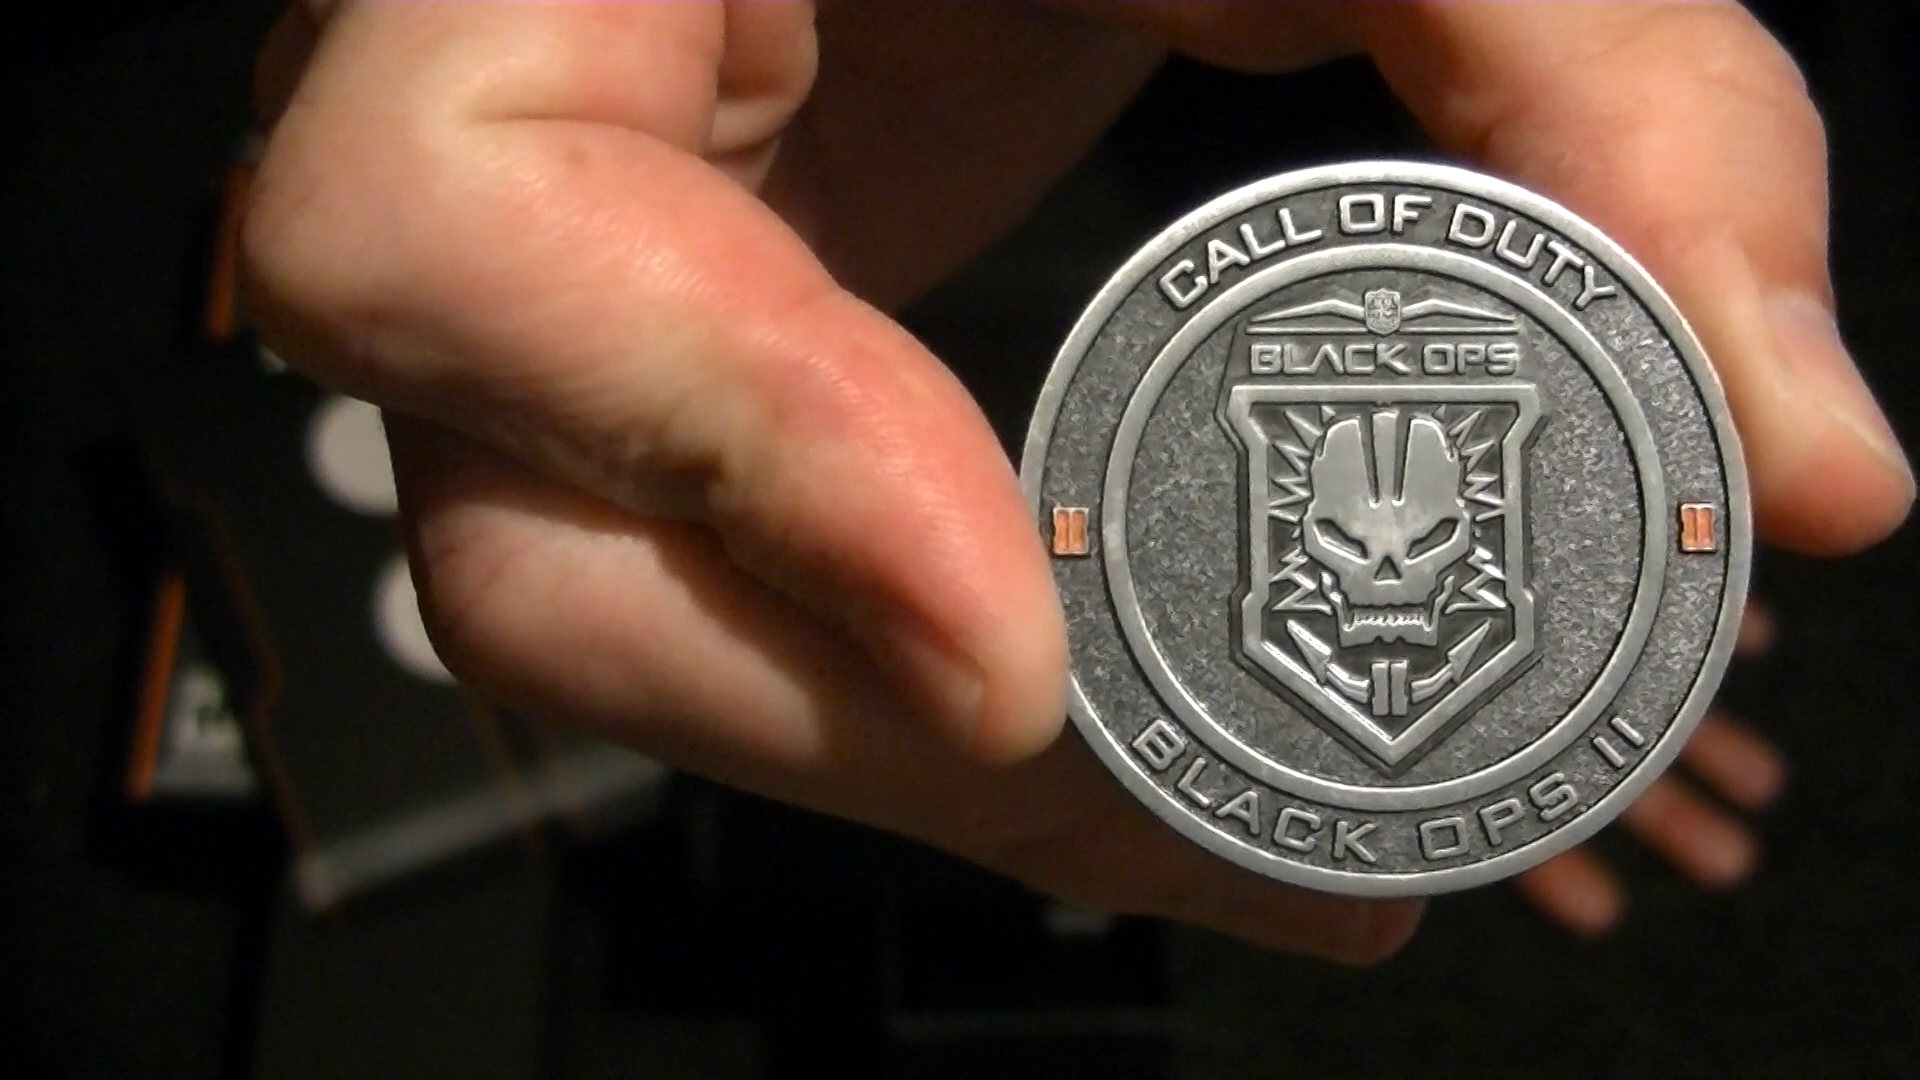 CALL OF DUTY
BLACK OPS
II
II
II
BLACK OPS II